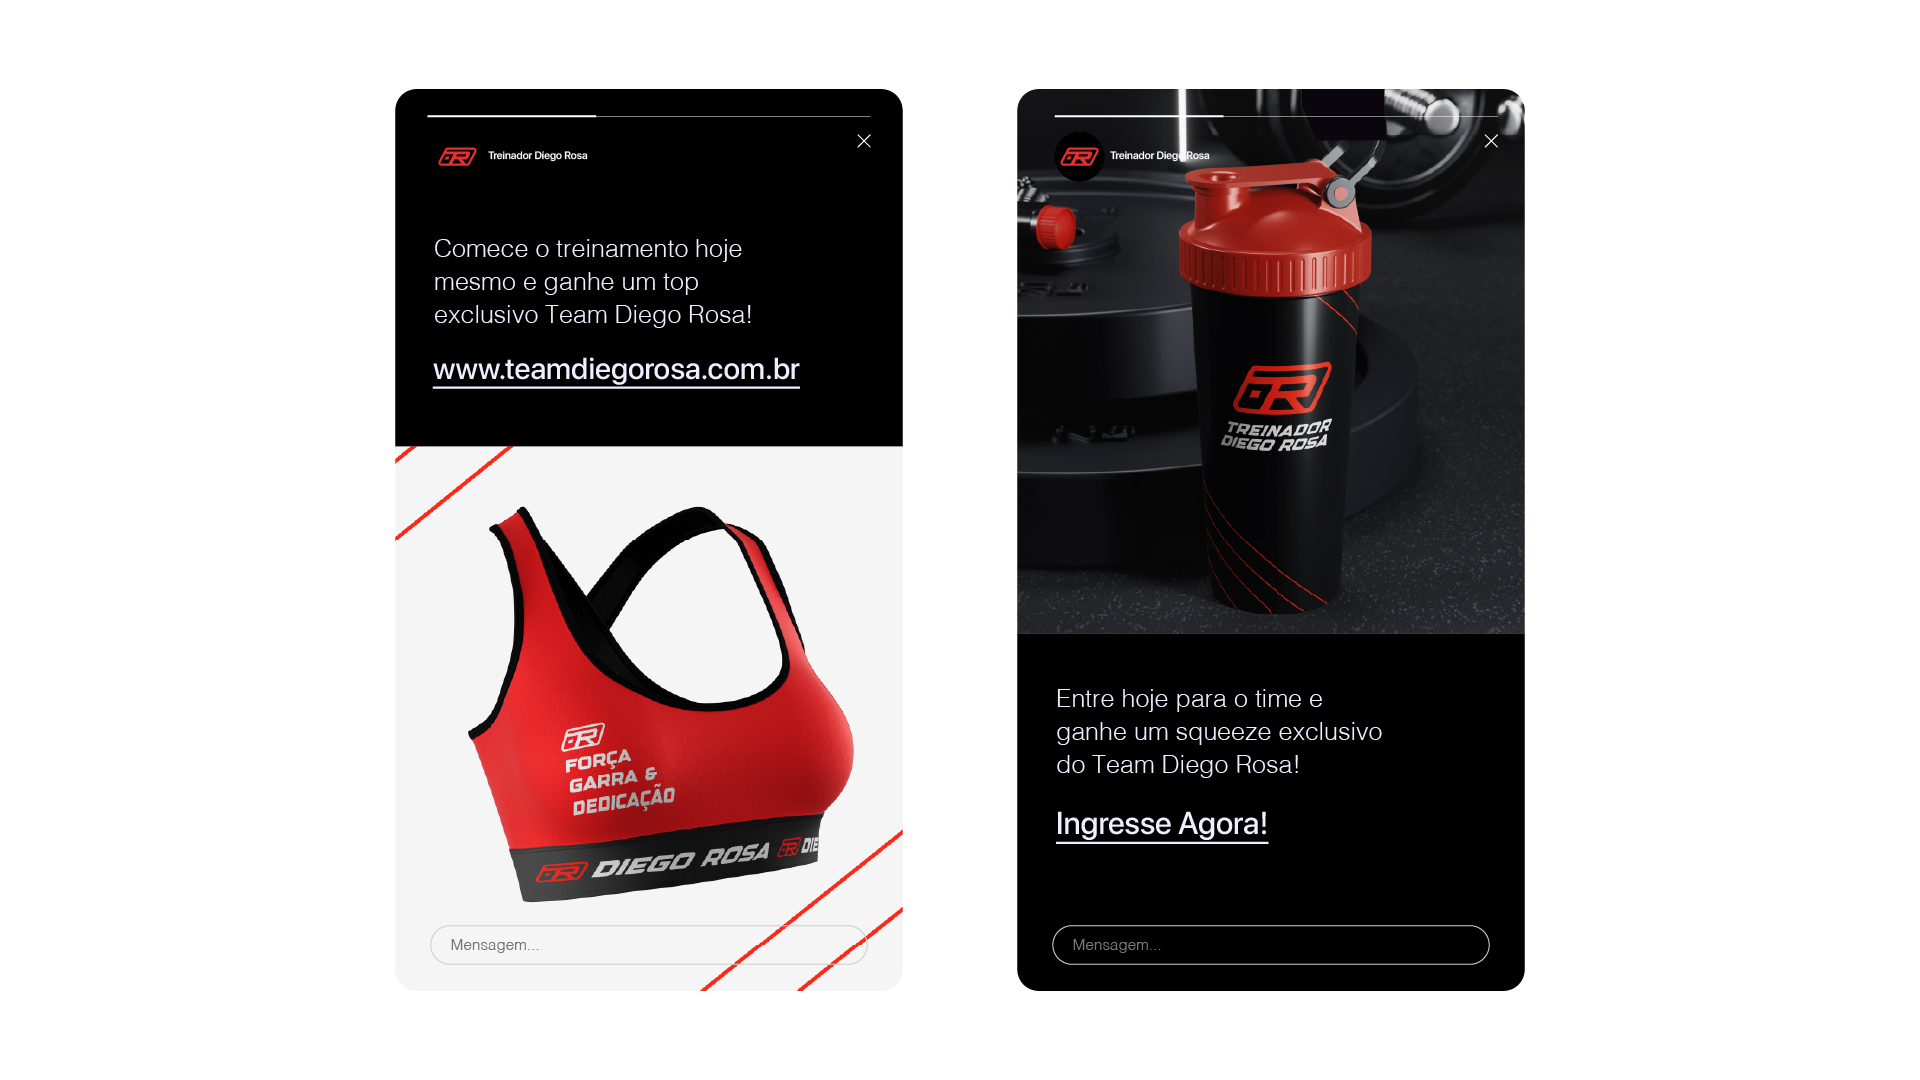 Treinador Diego Rosa
Comece o treinamento hoje
mesmo e ganhe um top
exclusivo Team Diego Rosa!
www.teamdiegorosa.com.br
FORÇA
GARRA &
DEDICAÇÃO
DIEGO ROSA
DIE
Mensagem...
Treinador Diego Rosa
TREINADOR
DIEGO ROSA
Entre hoje para o time e
ganhe um squeeze exclusivo
do Team Diego Rosa!
Ingresse Agora!
Mensagem...